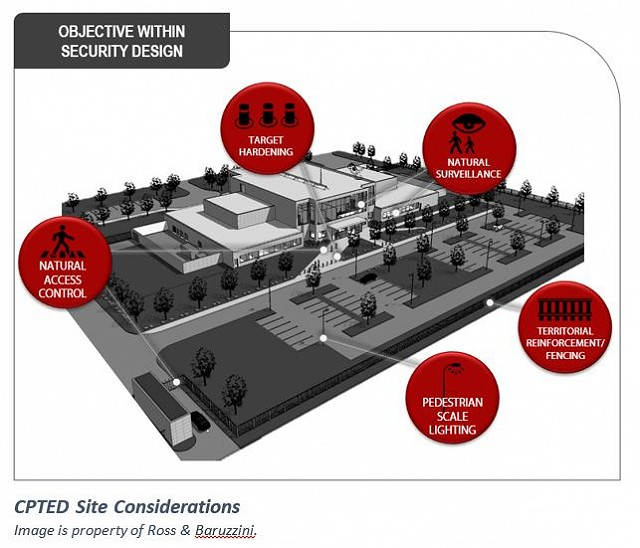 OBJECTIVE WITHIN
SECURITY DESIGN
TARGET
HARDENING
NATURAL
SURVEILLANCE
NATURAL
ACCESS
CONTROL
TERRITORIAL
REINFORCEMENT/
FENCING
PEDESTRIAN
SCALE
LIGHTING
CPTED Site Considerations
Image is property of Ross & Baruzzini.